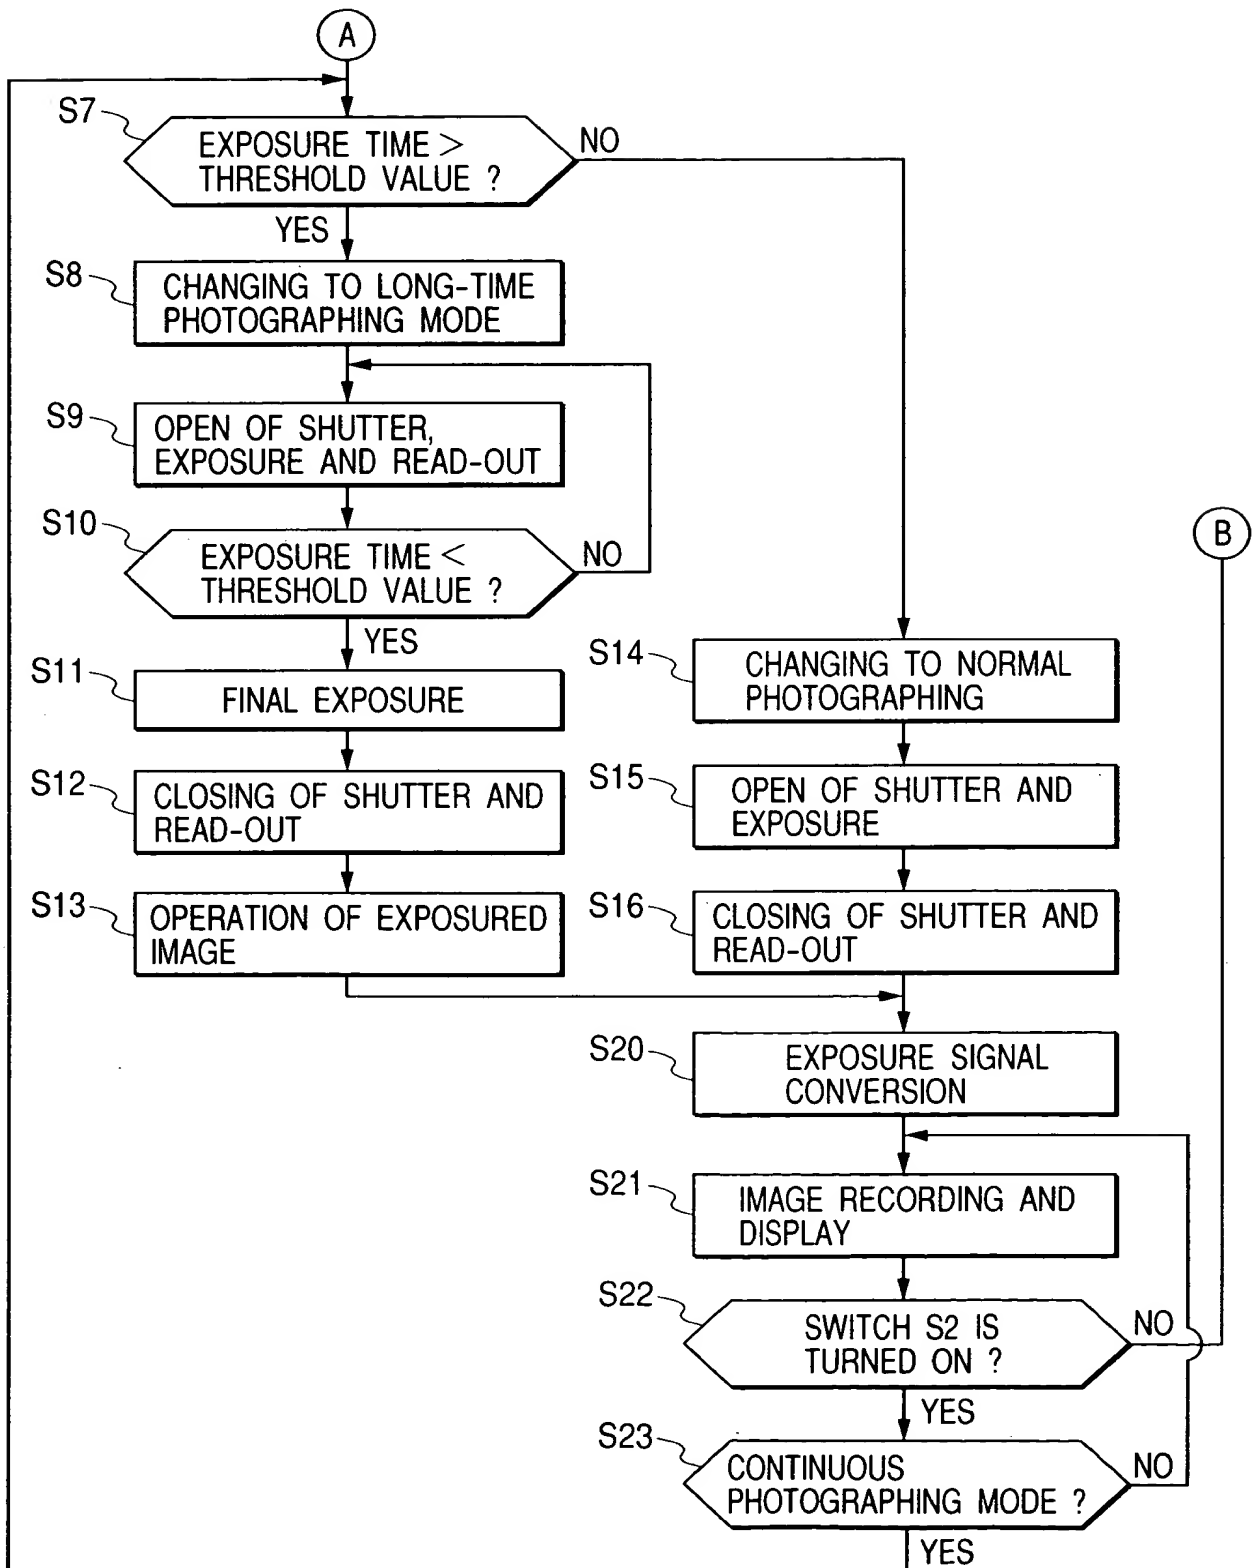 A
S7
EXPOSURE TIME >
THRESHOLD VALUE ?
NO
YES
S8
CHANGING TO LONG-TIME
PHOTOGRAPHING MODE
S9
OPEN OF SHUTTER,
EXPOSURE AND READ-OUT
S10
EXPOSURE TIME <
THRESHOLD VALUE ?
NO
YES
S11
FINAL EXPOSURE
S12
CLOSING OF SHUTTER AND
READ-OUT
S13
OPERATION OF EXPOSURED
IMAGE
B
S14
CHANGING TO NORMAL
PHOTOGRAPHING
S15
OPEN OF SHUTTER AND
EXPOSURE
S16
CLOSING OF SHUTTER AND
READ-OUT
S20
EXPOSURE SIGNAL
CONVERSION
S21
IMAGE RECORDING AND
DISPLAY
S22
SWITCH S2 IS
TURNED ON ?
NO
YES
S23
CONTINUOUS
PHOTOGRAPHING MODE ?
NO
YES